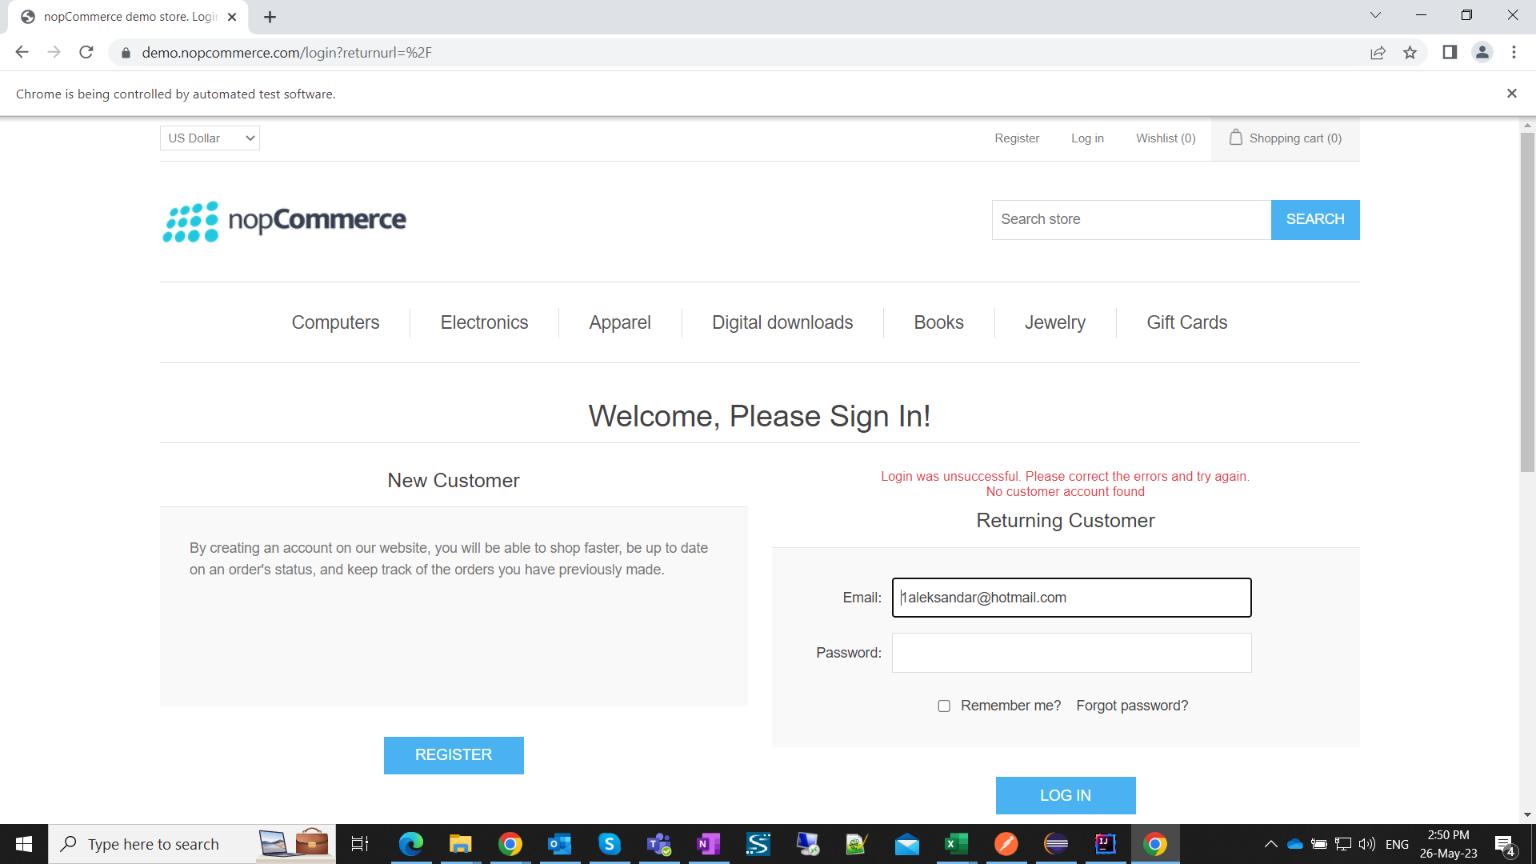 nopCommerce demo store. Logi
demo.nopcommerce.com/login?returnurl=%2F
Chrome is being controlled by automated test software.
US Dollar
Register
Log in
Wishlist (0)
Shopping cart (0)
nopCommerce
Search store
SEARCH
Computers
Electronics
Apparel
Digital downloads
Books
Jewelry
Gift Cards
Welcome, Please Sign In!
New Customer
By creating an account on our website, you will be able to shop faster, be up to date
on an order's status, and keep track of the orders you have previously made.
REGISTER
Login was unsuccessful. Please correct the errors and try again.
No customer account found
Returning Customer
Email:
1aleksandar@hotmail.com
Password:
Remember me?
Forgot password?
LOG IN
Type here to search
ENG
2:50 PM
26-May-23
4